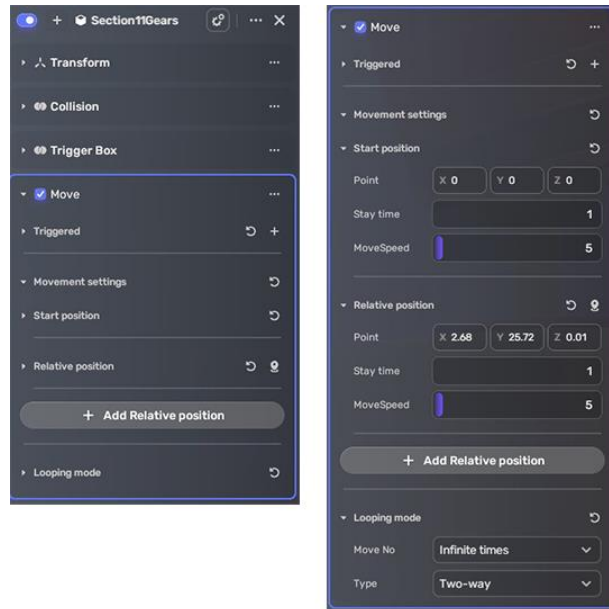 Section11Gears
Transform
Collision
Trigger Box
Move
Triggered
Movement settings
Start position
Relative position
+ Add Relative position
Looping mode
Move
Triggered
Movement settings
Start position
Point X 0 Y 0 Z 0
Stay time 1
MoveSpeed 5
Relative position
Point X 2.68 Y 25.72 Z 0.01
Stay time 1
MoveSpeed 5
+ Add Relative position
Looping mode
Move No Infinite times
Type Two-way